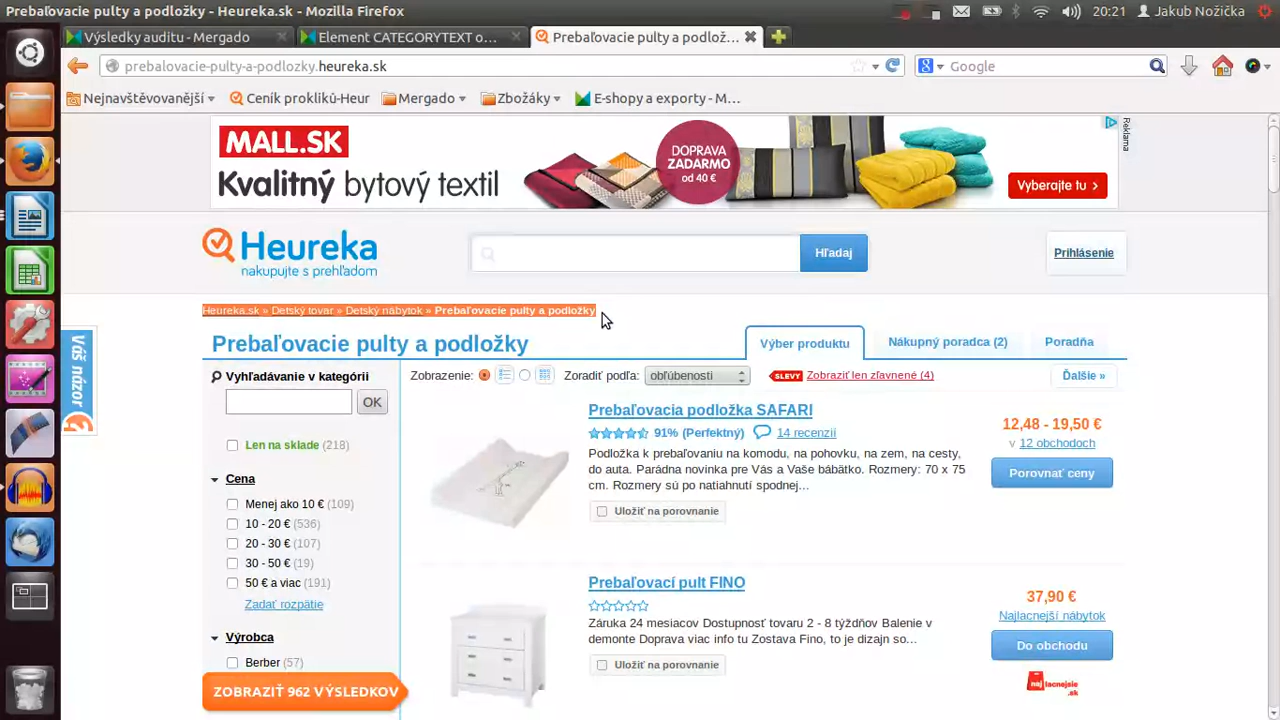 Prebaľovacie pulty a podložky - Heureka.sk - Mozilla Firefox
20:21 Jakub Nožička
Výsledky auditu - Mergado
Element CATEGORYTEXT o...
Prebaľovacie pulty a podlož...
prebalovacie-pulty-a-podlozky.heureka.sk
Google
Nejnavštěvovanější
Ceník prokliků-Heur
Mergado
Zbožáky
E-shopy a exporty - M...
MALL.SK
Kvalitný bytový textil
DOPRAVA
ZADARMO
od 40 €
Vyberajte tu
Reklama
Heureka
nakupujte s prehľadom
Hľadaj
Prihlásenie
Heureka.sk » Detský tovar » Detský nábytok » Prebaľovacie pulty a podložky
Váš názor
Prebaľovacie pulty a podložky
Výber produktu
Nákupný poradca (2)
Poradňa
Vyhľadávanie v kategórii
OK
Len na sklade (218)
Cena
Menej ako 10 € (109)
10 - 20 € (536)
20 - 30 € (107)
30 - 50 € (19)
50 € a viac (191)
Zadať rozpätie
Výrobca
Berber (57)
ZOBRAZIŤ 962 VÝSLEDKOV
Zobrazenie:
Zoradiť podľa:
obľúbenosti
SLEVY
Zobraziť len zľavnené (4)
Ďalšie »
Prebaľovacia podložka SAFARI
91% (Perfektný)
14 recenzií
Podložka k prebaľovaniu na komodu, na pohovku, na zem, na cesty,
do auta. Parádna novinka pre Vás a Vaše bábätko. Rozmery: 70 x 75
cm. Rozmery sú po natiahnutí spodnej...
Uložiť na porovnanie
12,48 - 19,50 €
v 12 obchodoch
Porovnať ceny
Prebaľovací pult FINO
Záruka 24 mesiacov Dostupnosť tovaru 2 - 8 týždňov Balenie v
demonte Doprava viac info tu Zostava Fino, to je dizajn so...
Uložiť na porovnanie
37,90 €
Najlacnejší nábytok
Do obchodu
najlacnejsie
.sk